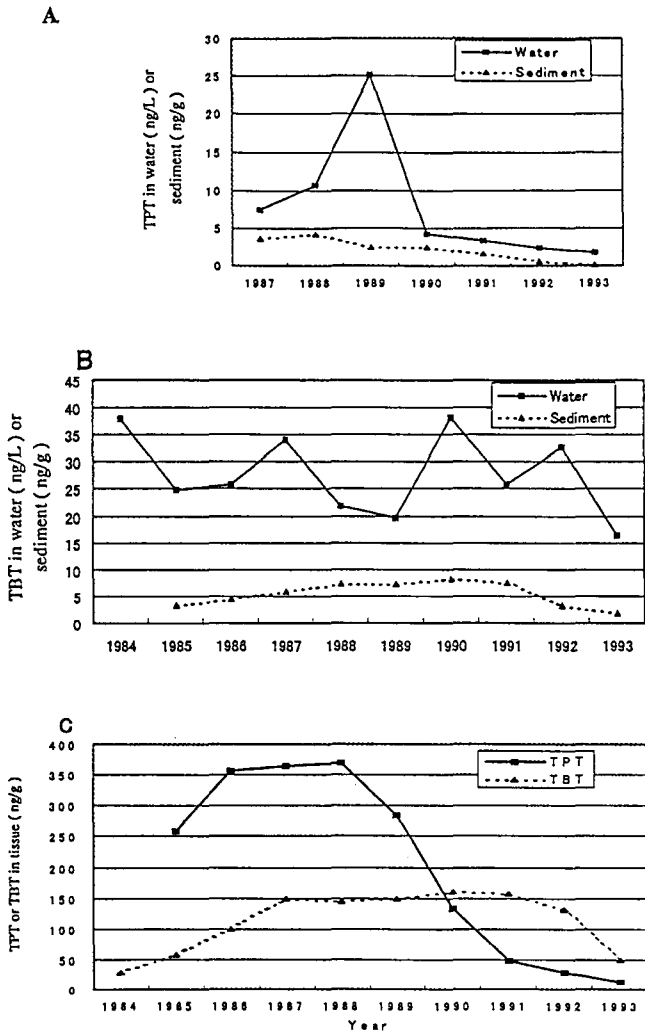 A.
TPT in water ( ng/L ) or
sediment ( ng/g )
30
25
20
15
10
5
0
Water
Sediment
1987 1988 1989 1990 1991 1992 1993
B
TBT in water ( ng/L ) or
sediment ( ng/g )
45
40
35
30
25
20
15
10
5
0
Water
Sediment
1984 1985 1986 1987 1988 1989 1990 1991 1992 1993
C
TPT or TBT in tissue ( ng/g )
400
350
300
250
200
150
100
50
0
TPT
TBT
1984 1985 1986 1987 1988 1989 1990 1991 1992 1993
Year